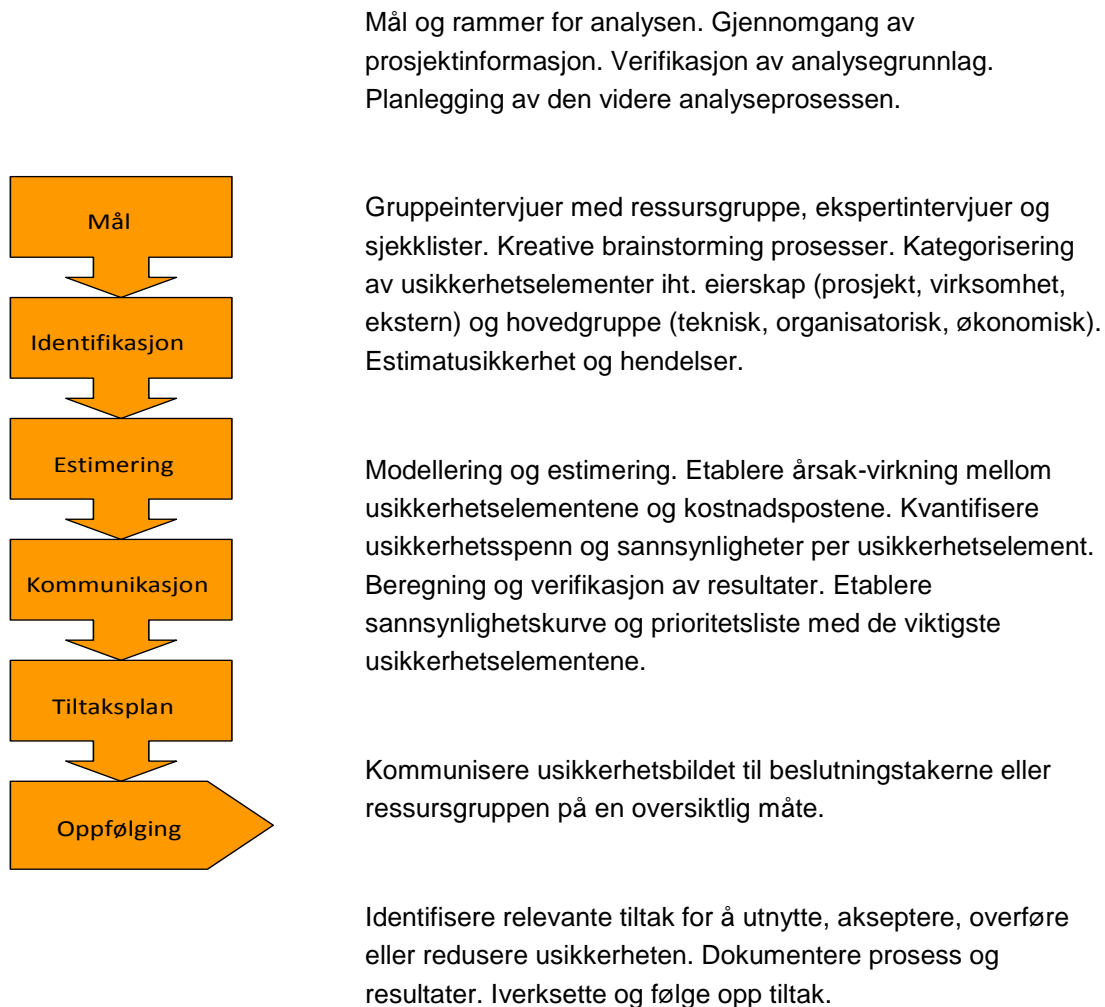 Mål og rammer for analysen. Gjennomgang av
prosjektinformasjon. Verifikasjon av analysegrunnlag.
Planlegging av den videre analyseprosessen.
Mål
Identifikasjon
Estimering
Kommunikasjon
Tiltaksplan
Oppfølging
Gruppeintervjuer med ressursgruppe, ekspertintervjuer og
sjekklister. Kreative brainstorming prosesser. Kategorisering
av usikkerhetselementer iht. eierskap (prosjekt, virksomhet,
ekstern) og hovedgruppe (teknisk, organisatorisk, økonomisk).
Estimatusikkerhet og hendelser.
Modellering og estimering. Etablere årsak-virkning mellom
usikkerhetselementene og kostnadspostene. Kvantifisere
usikkerhetsspenn og sannsynligheter per usikkerhetselement.
Beregning og verifikasjon av resultater. Etablere
sannsynlighetskurve og prioritetsliste med de viktigste
usikkerhetselementene.
Kommunisere usikkerhetsbildet til beslutningstakerne eller
ressursgruppen på en oversiktlig måte.
Identifisere relevante tiltak for å utnytte, akseptere, overføre
eller redusere usikkerheten. Dokumentere prosess og
resultater. Iverksette og følge opp tiltak.